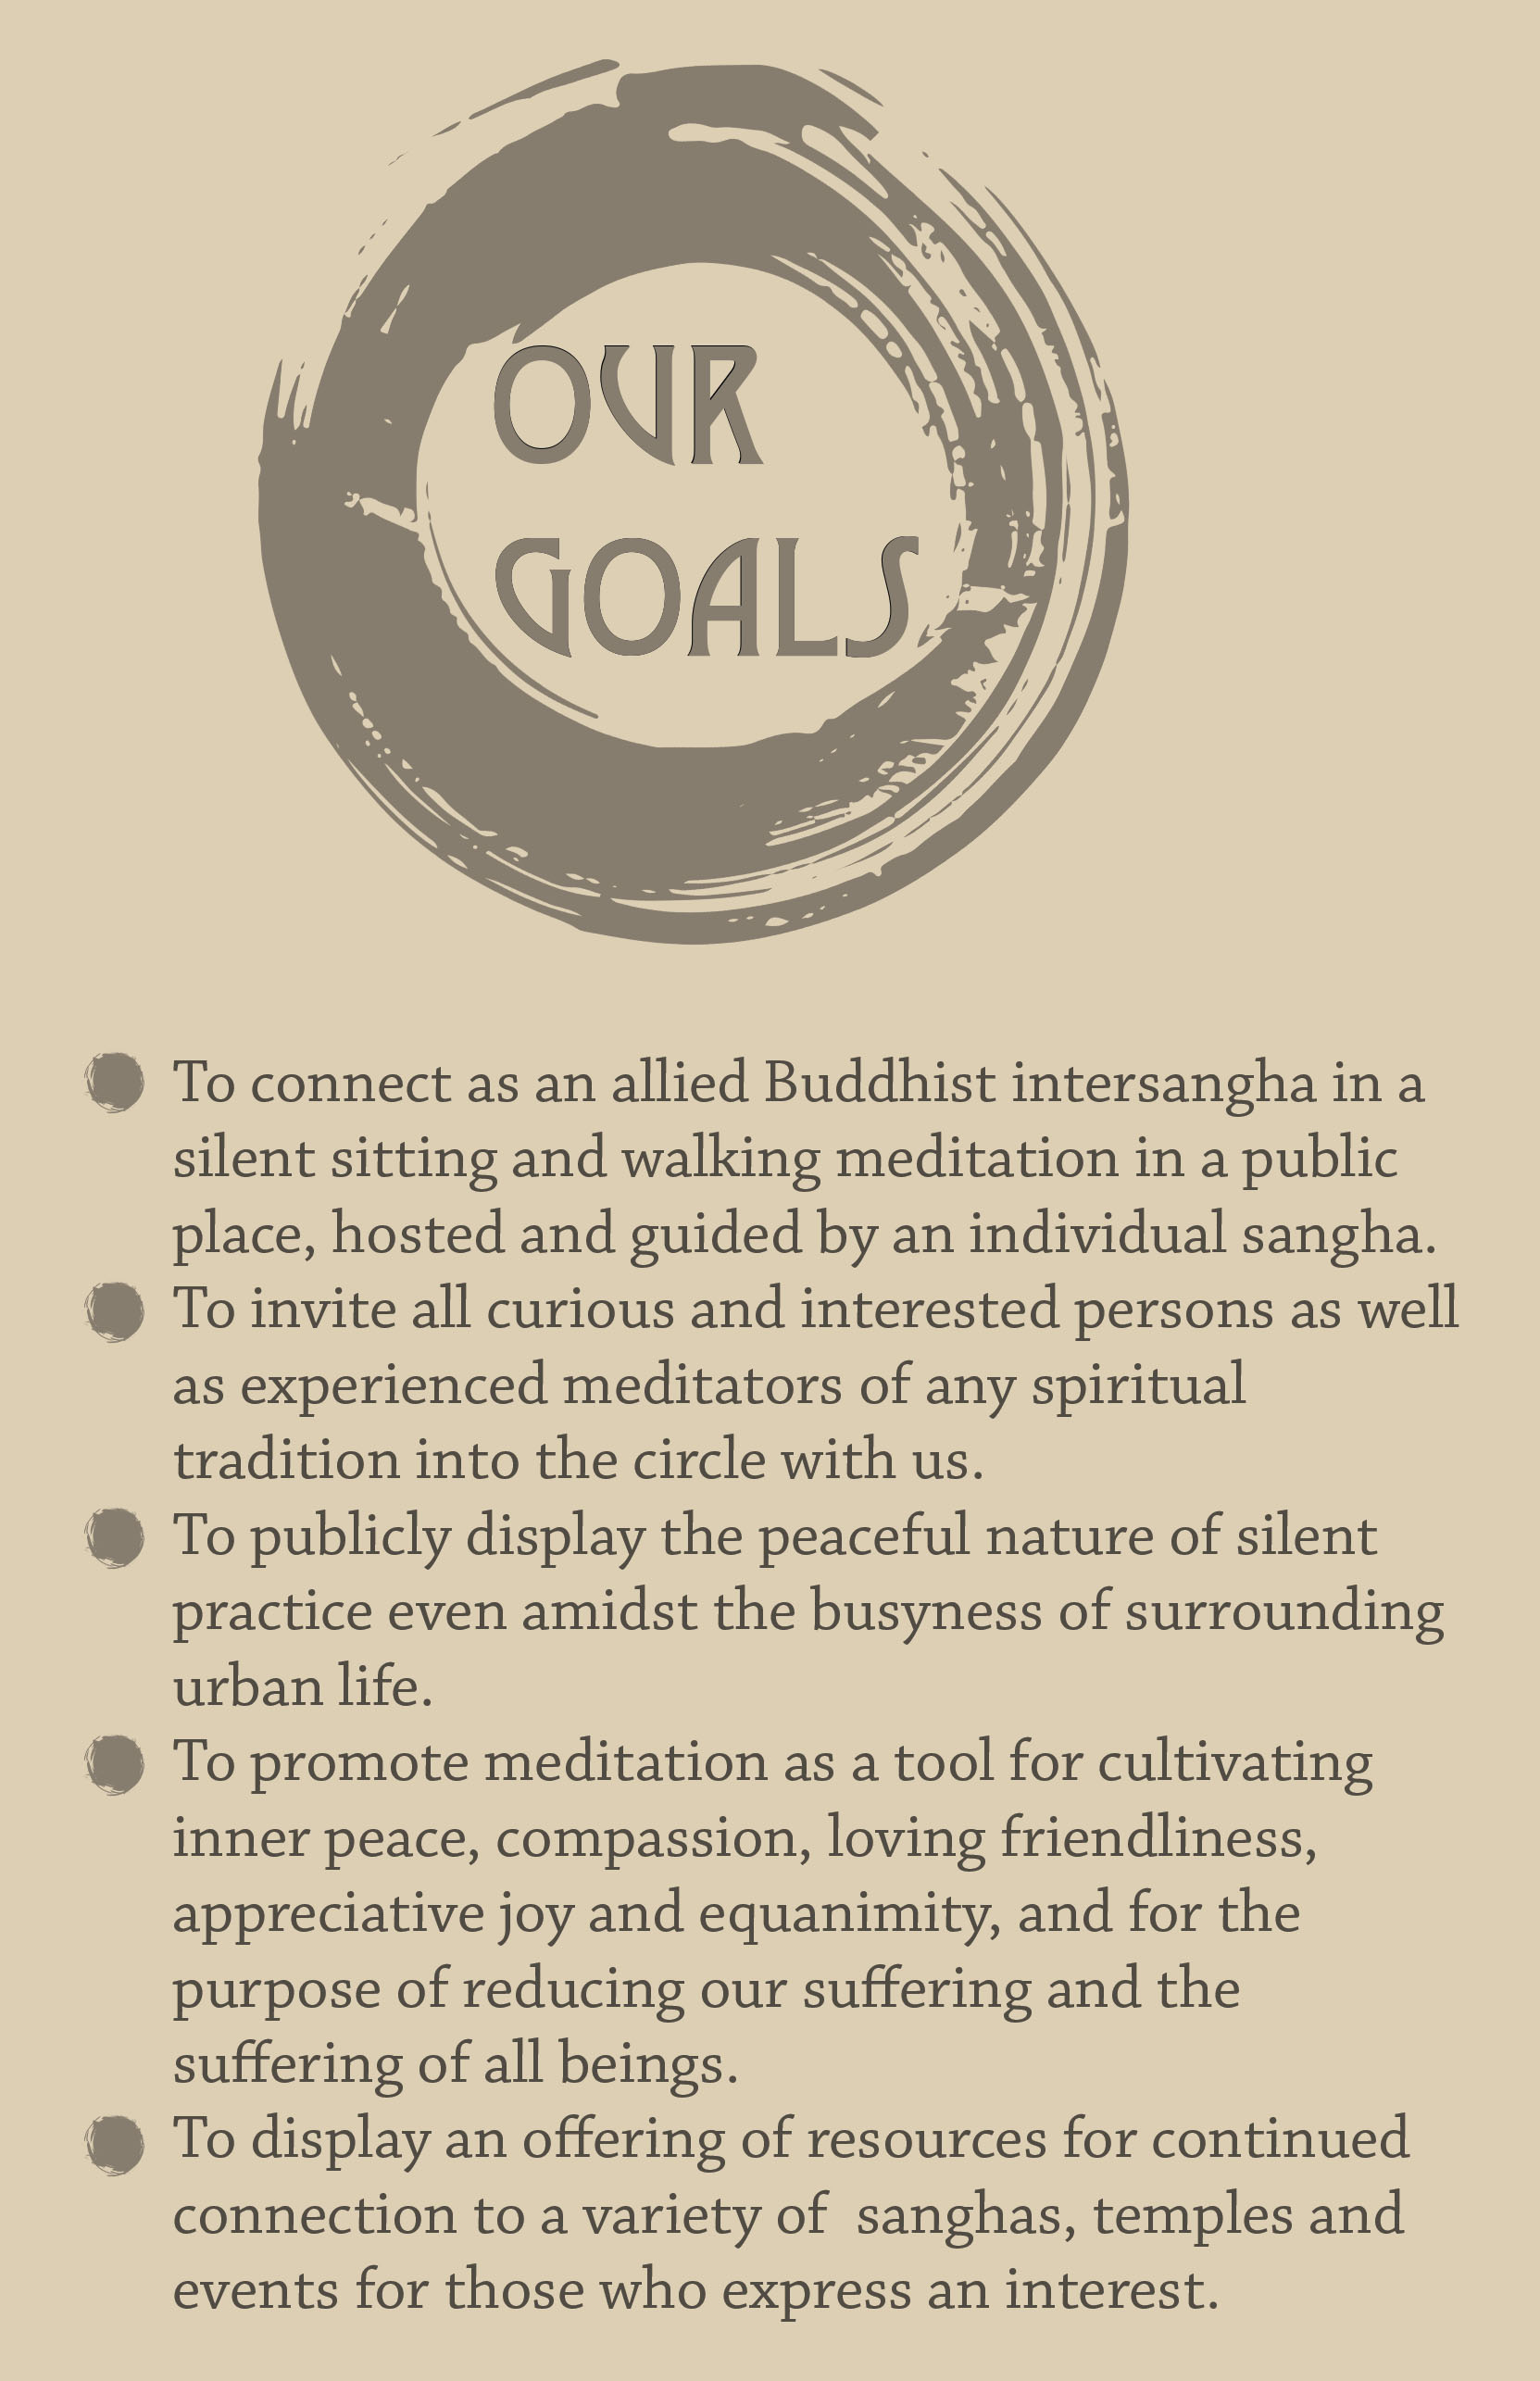 OUR
GOALS
To connect as an allied Buddhist intersangha in a
silent sitting and walking meditation in a public
place, hosted and guided by an individual sangha.
To invite all curious and interested persons as well
as experienced meditators of any spiritual
tradition into the circle with us.
To publicly display the peaceful nature of silent
practice even amidst the busyness of surrounding
urban life.
To promote meditation as a tool for cultivating
inner peace, compassion, loving friendliness,
appreciative joy and equanimity, and for the
purpose of reducing our suffering and the
suffering of all beings.
To display an offering of resources for continued
connection to a variety of  sanghas, temples and
events for those who express an interest.